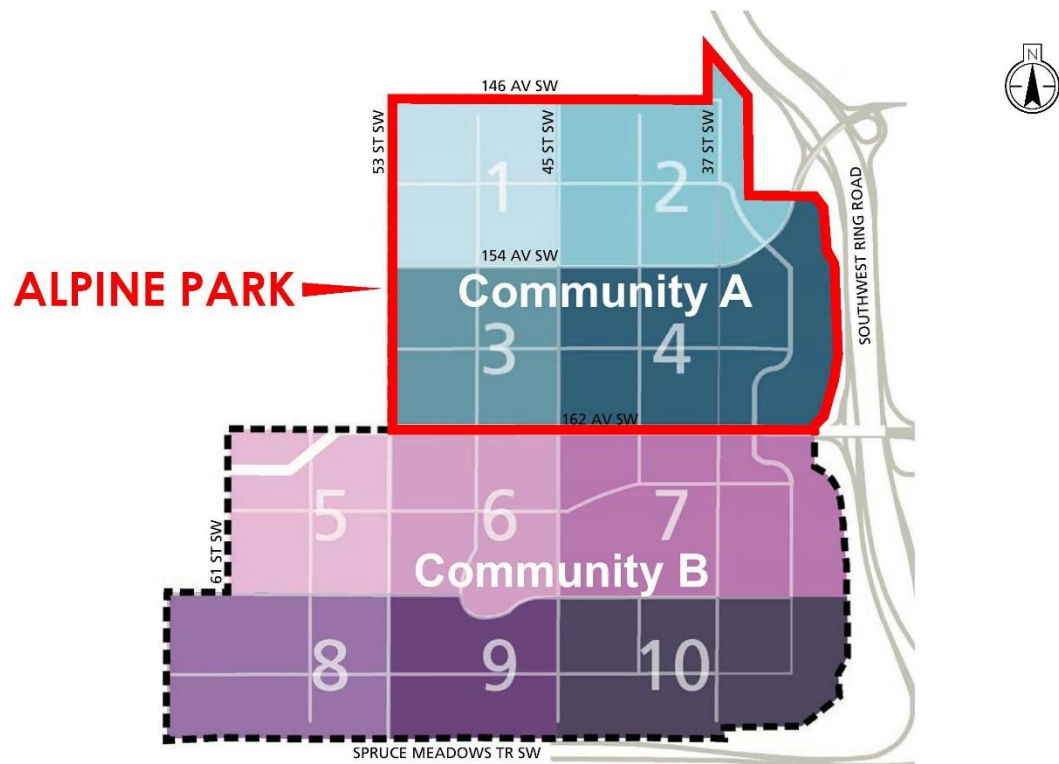 N
146 AV SW
53 ST SW
45 ST SW
37 ST SW
1
2
SOUTHWEST RING ROAD
154 AV SW
ALPINE PARK
Community A
3
4
162 AV SW
5
6
7
61 ST SW
Community B
8
9
10
SPRUCE MEADOWS TR SW